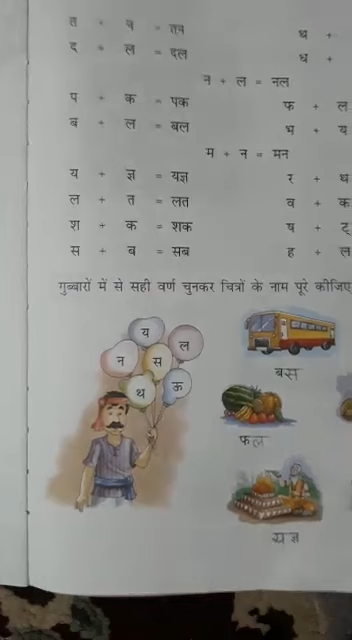 त + न = तन थ +
द + ल = दल ध +
न + ल = नल
प + क = पक फ + ल
ब + ल = बल भ + य
म + न = मन
य + ज्ञ = यज्ञ र + थ
ल + त = लत व + क
श + क = शक ष + ट्
स + ब = सब ह + ल
गुब्बारों में से सही वर्ण चुनकर चित्रों के नाम पूरे कीजिए
य
ल
न
स
थ
ऊ
बस
फल
यज्ञ